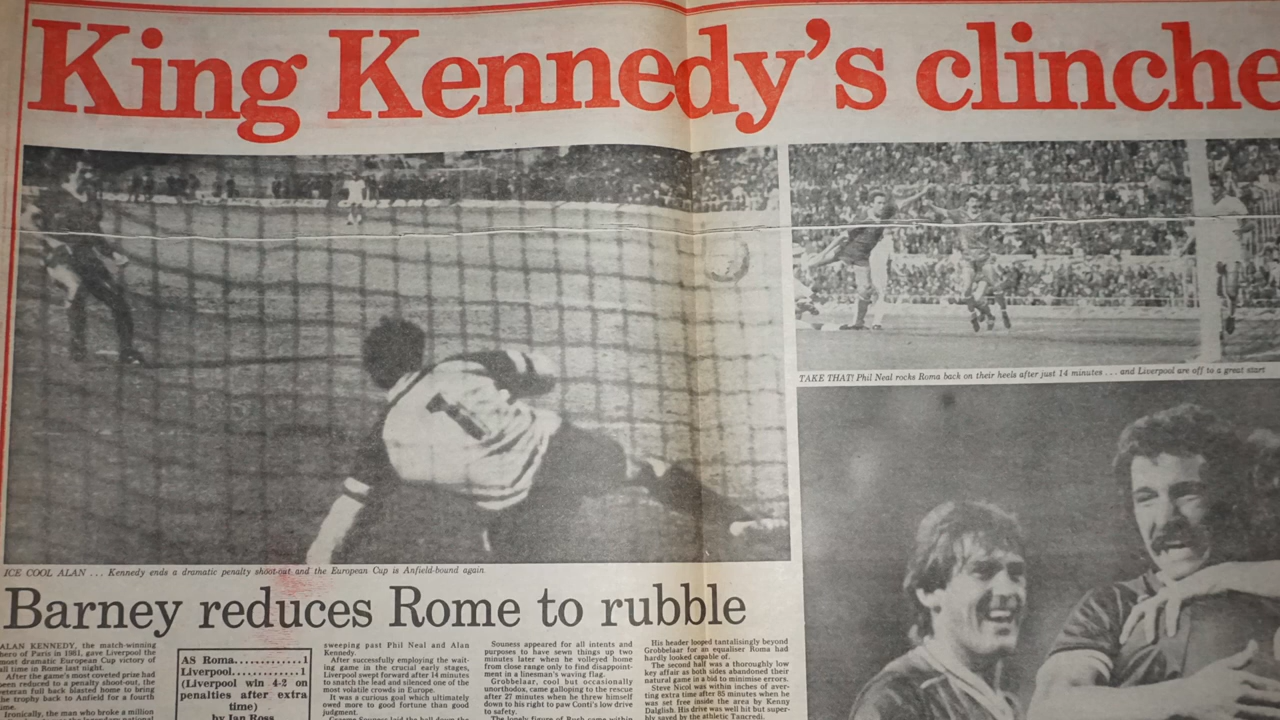 King Kennedy's clinche
TAKE THAT! Phil Neal rocks Roma back on their heels after just 14 minutes . . . and Liverpool are off to a great start
ICE COOL ALAN . . . Kennedy ends a dramatic penalty shoot-out and the European Cup is Anfield-bound again.
Barney reduces Rome to rubble
ALAN KENNEDY, the match-winning
hero of Paris in 1981, gave Liverpool the
most dramatic European Cup victory of
all time in Rome last night.
After the game's most coveted prize had
been reduced to a penalty shoot-out, the
veteran full back blasted home to bring
the trophy back to Anfield for a fourth
time.
Ironically, the man who broke a million
AS Roma............1
Liverpool............1
(Liverpool win 4-2 on
penalties after extra
time)
by Ian Ross
sweeping past Phil Neal and Alan
Kennedy.
After successfully employing the wait-
ing game in the crucial early stages,
Liverpool swept forward after 14 minutes
to snatch the lead and silenced one of the
most volatile crowds in Europe.
It was a curious goal which ultimately
owed more to good fortune than good
judgment.
Souness appeared for all intents and
purposes to have sewn things up two
minutes later when he volleyed home
from close range only to find disappoint-
ment in a linesman's waving flag.
Grobbelaar, cool but occasionally
unorthodox, came galloping to the rescue
after 27 minutes when he threw himself
down to his right to paw Conti's low drive
to safety.
The lonely figure of Rush came within
His header looped tantalisingly beyond
Grobbelaar for an equaliser Roma had
hardly looked capable of.
The second half was a thoroughly low
key affair as both sides abandoned their
natural game in a bid to minimise errors.
Steve Nicol was within inches of aver-
ting extra time after 85 minutes when he
was set free inside the area by Kenny
Dalglish. His drive was well hit but super-
bly saved by the athletic Tancredi.
1